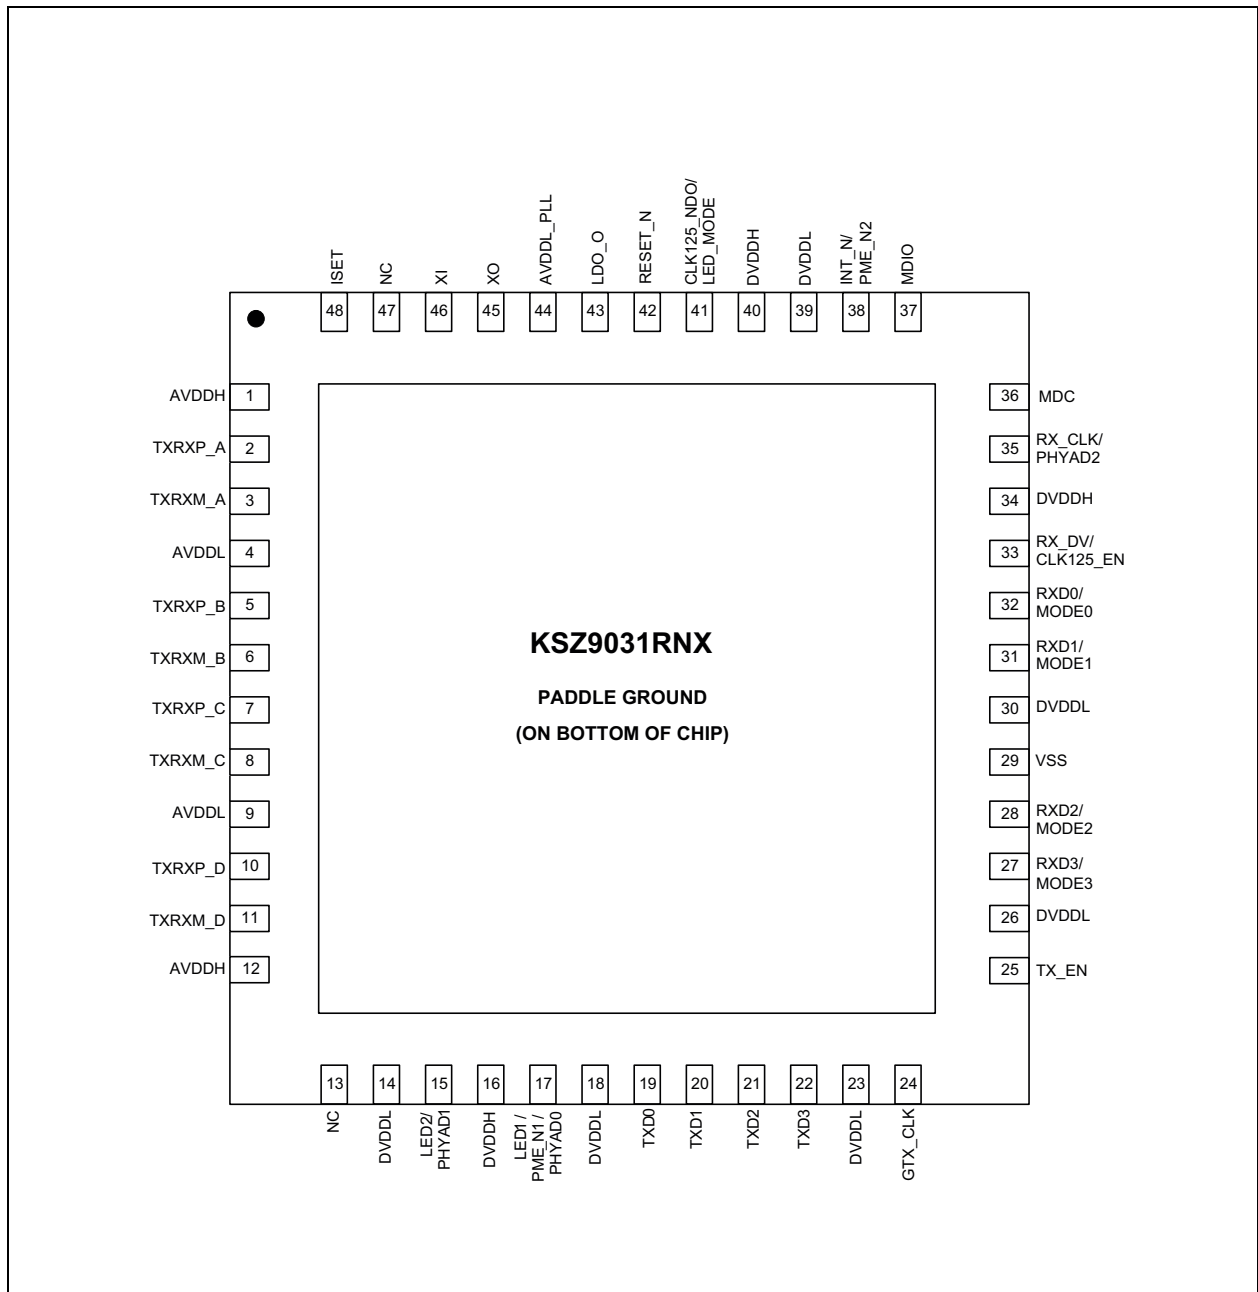 ISET
NC
XI
XO
AVDDL_PLL
LDO_O
RESET_N
CLK125_NDO/
LED_MODE
DVDDH
DVDDL
INT_N/
PME_N2
MDIO
48
47
46
45
44
43
42
41
40
39
38
37
AVDDH 1
TXRXP_A 2
TXRXM_A 3
AVDDL 4
TXRXP_B 5
TXRXM_B 6
TXRXP_C 7
TXRXM_C 8
AVDDL 9
TXRXP_D 10
TXRXM_D 11
AVDDH 12
KSZ9031RNX
PADDLE GROUND
(ON BOTTOM OF CHIP)
36 MDC
35 RX_CLK/
PHYAD2
34 DVDDH
33 RX_DV/
CLK125_EN
32 RXD0/
MODE0
31 RXD1/
MODE1
30 DVDDL
29 VSS
28 RXD2/
MODE2
27 RXD3/
MODE3
26 DVDDL
25 TX_EN
13
14
15
16
17
18
19
20
21
22
23
24
NC
DVDDL
LED2/
PHYAD1
DVDDH
LED1 /
PME_N1 /
PHYAD0
DVDDL
TXD0
TXD1
TXD2
TXD3
DVDDL
GTX_CLK